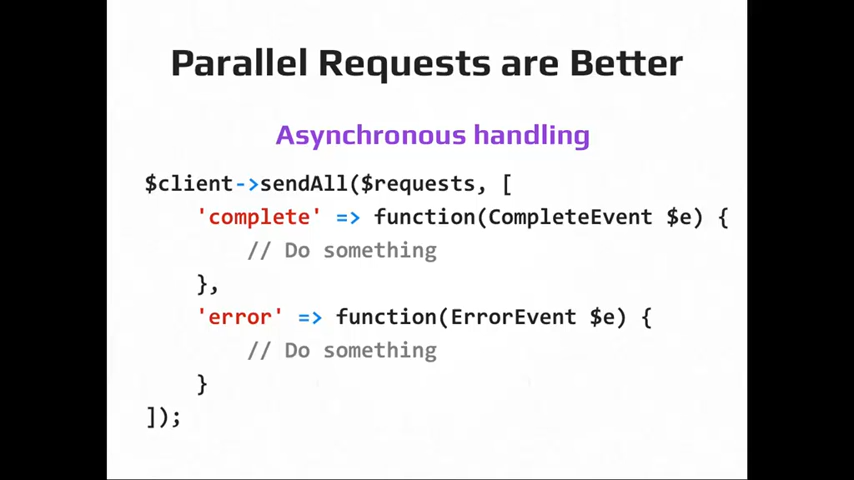 Parallel Requests are Better
Asynchronous handling
$client->sendAll($requests, [
    'complete' => function(CompleteEvent $e) {
        // Do something
    },
    'error' => function(ErrorEvent $e) {
        // Do something
    }
]);